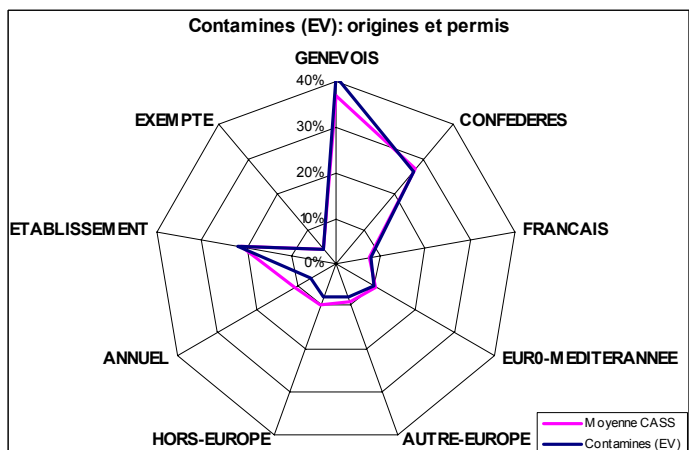 Contamines (EV): origines et permis
GENEVOIS
40%
EXEMPTE
CONFEDERES
30%
20%
ETABLISSEMENT
FRANCAIS
10%
0%
ANNUEL
EUR0-MEDITERANNEE
HORS-EUROPE
AUTRE-EUROPE
Moyenne CASS
Contamines (EV)